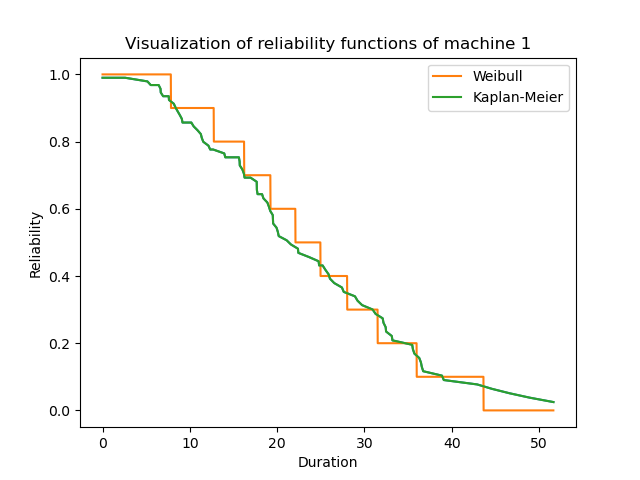 Visualization of reliability functions of machine 1
Weibull
Kaplan-Meier
1.0
0.8
0.6
0.4
0.2
0.0
Reliability
0 10 20 30 40 50
Duration